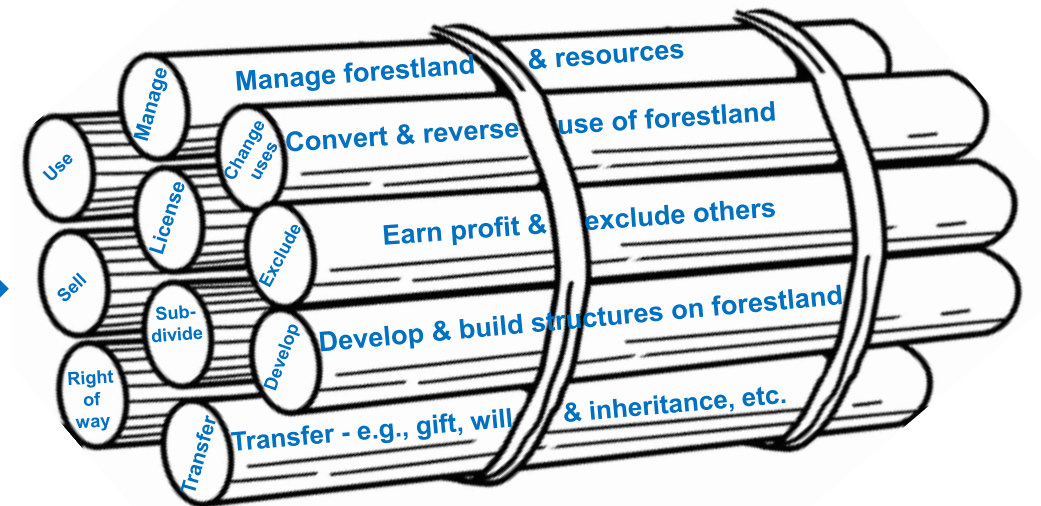 Manage
Manage forestland & resources
Use
Change
uses
Convert & reverse use of forestland
License
Exclude
Earn profit & exclude others
Sell
Sub-
divide
Develop
Develop & build structures on forestland
Right
of
way
Transfer
Transfer - e.g., gift, will & inheritance, etc.